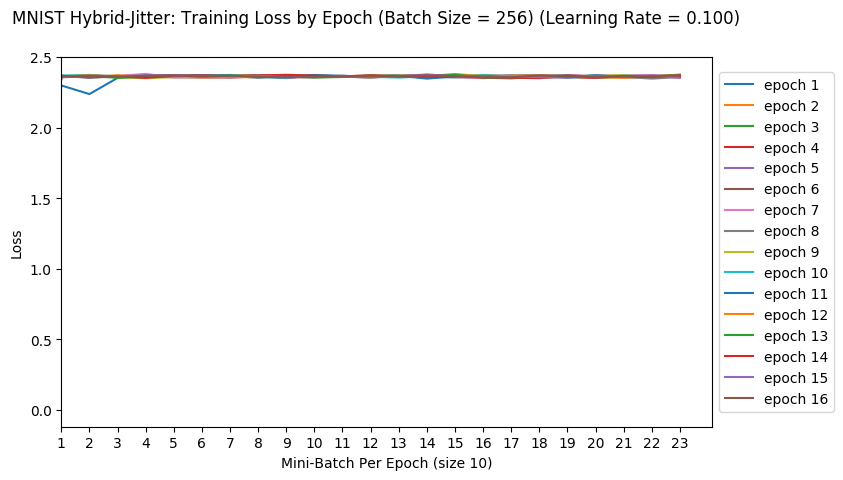 MNIST Hybrid-Jitter: Training Loss by Epoch (Batch Size = 256) (Learning Rate = 0.100)
2.5
2.0
1.5
1.0
0.5
0.0
Loss
1 2 3 4 5 6 7 8 9 10 11 12 13 14 15 16 17 18 19 20 21 22 23
Mini-Batch Per Epoch (size 10)
epoch 1
epoch 2
epoch 3
epoch 4
epoch 5
epoch 6
epoch 7
epoch 8
epoch 9
epoch 10
epoch 11
epoch 12
epoch 13
epoch 14
epoch 15
epoch 16